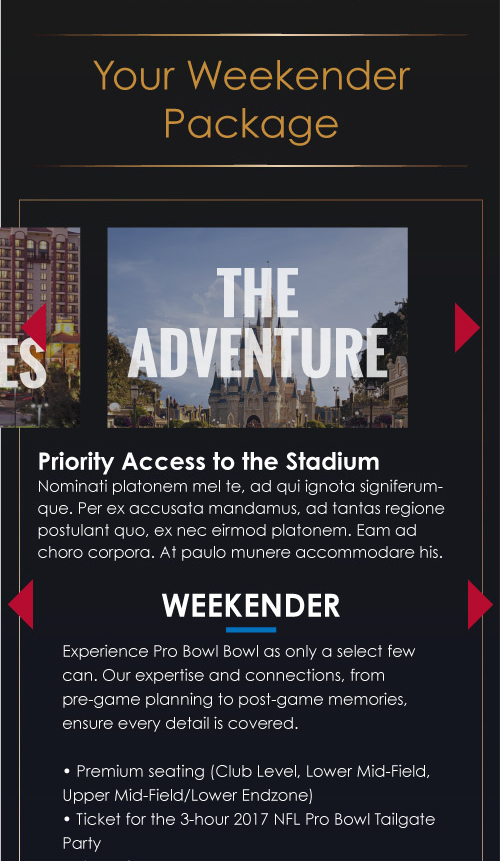 Your Weekender
Package
ES
THE
ADVENTURE
Priority Access to the Stadium
Nominati platonem mel te, ad qui ignota signiferum-
que. Per ex accusata mandamus, ad tantas regione
postulant quo, ex nec eirmod platonem. Eam ad
choro corpora. At paulo munere accommodare his.
WEEKENDER
Experience Pro Bowl Bowl as only a select few
can. Our expertise and connections, from
pre-game planning to post-game memories,
ensure every detail is covered.
• Premium seating (Club Level, Lower Mid-Field,
Upper Mid-Field/Lower Endzone)
• Ticket for the 3-hour 2017 NFL Pro Bowl Tailgate
Party